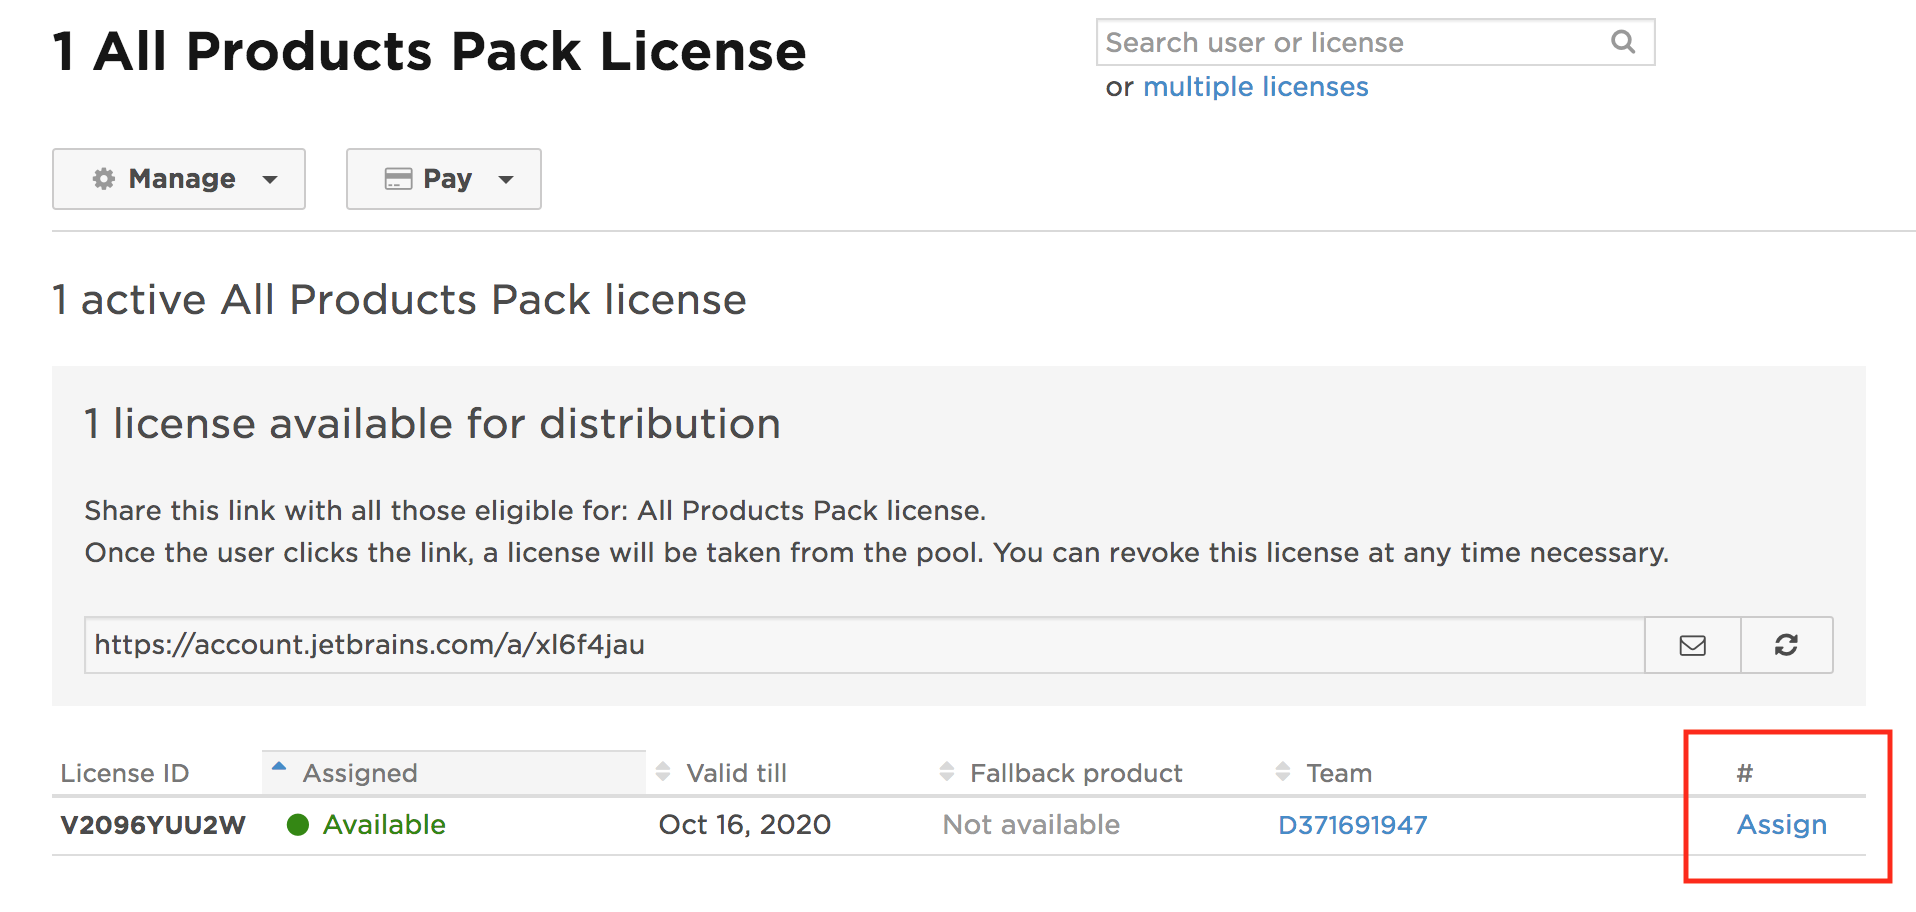 1 All Products Pack License
Search user or license
or multiple licenses
Manage
Pay
1 active All Products Pack license
1 license available for distribution
Share this link with all those eligible for: All Products Pack license.
Once the user clicks the link, a license will be taken from the pool. You can revoke this license at any time necessary.
https://account.jetbrains.com/a/xl6f4jau
License ID Assigned Valid till Fallback product Team #
V2096YUU2W Available Oct 16, 2020 Not available D371691947 Assign